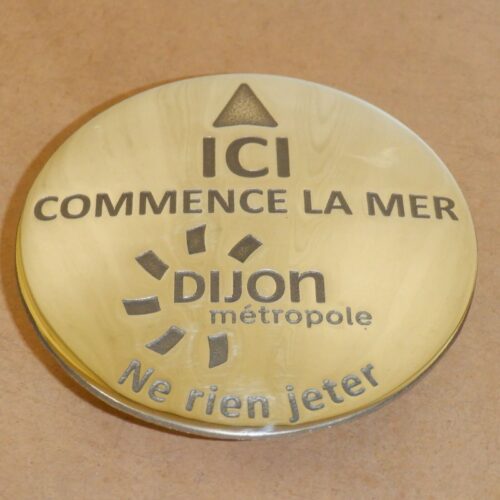 ICI
COMMENCE LA MER
DIJON
métropole
Ne rien jeter